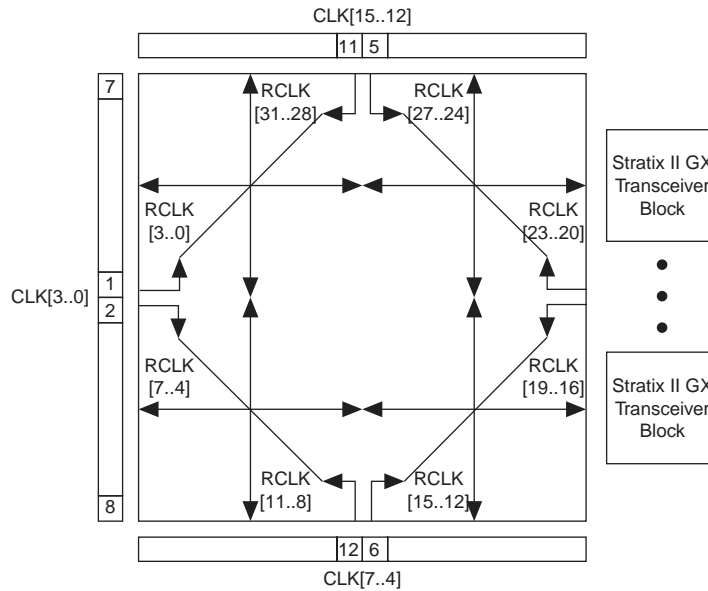 CLK[15..12]
11 5
7
RCLK
[31..28]
RCLK
[27..24]
Stratix II GX
Transceiver
Block
RCLK
[3..0]
RCLK
[23..20]
1
CLK[3..0]
2
RCLK
[7..4]
RCLK
[19..16]
Stratix II GX
Transceiver
Block
RCLK
[11..8]
RCLK
[15..12]
8
12 6
CLK[7..4]